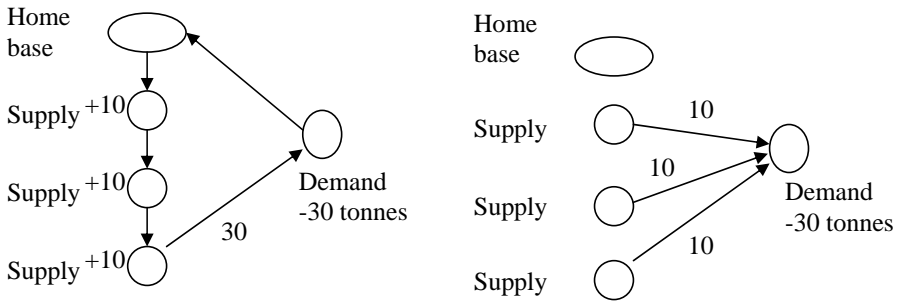 Home
base
Supply +10
Supply +10
Supply +10
30
Demand
-30 tonnes
Home
base
Supply
Supply
Supply
10
10
10
Demand
-30 tonnes